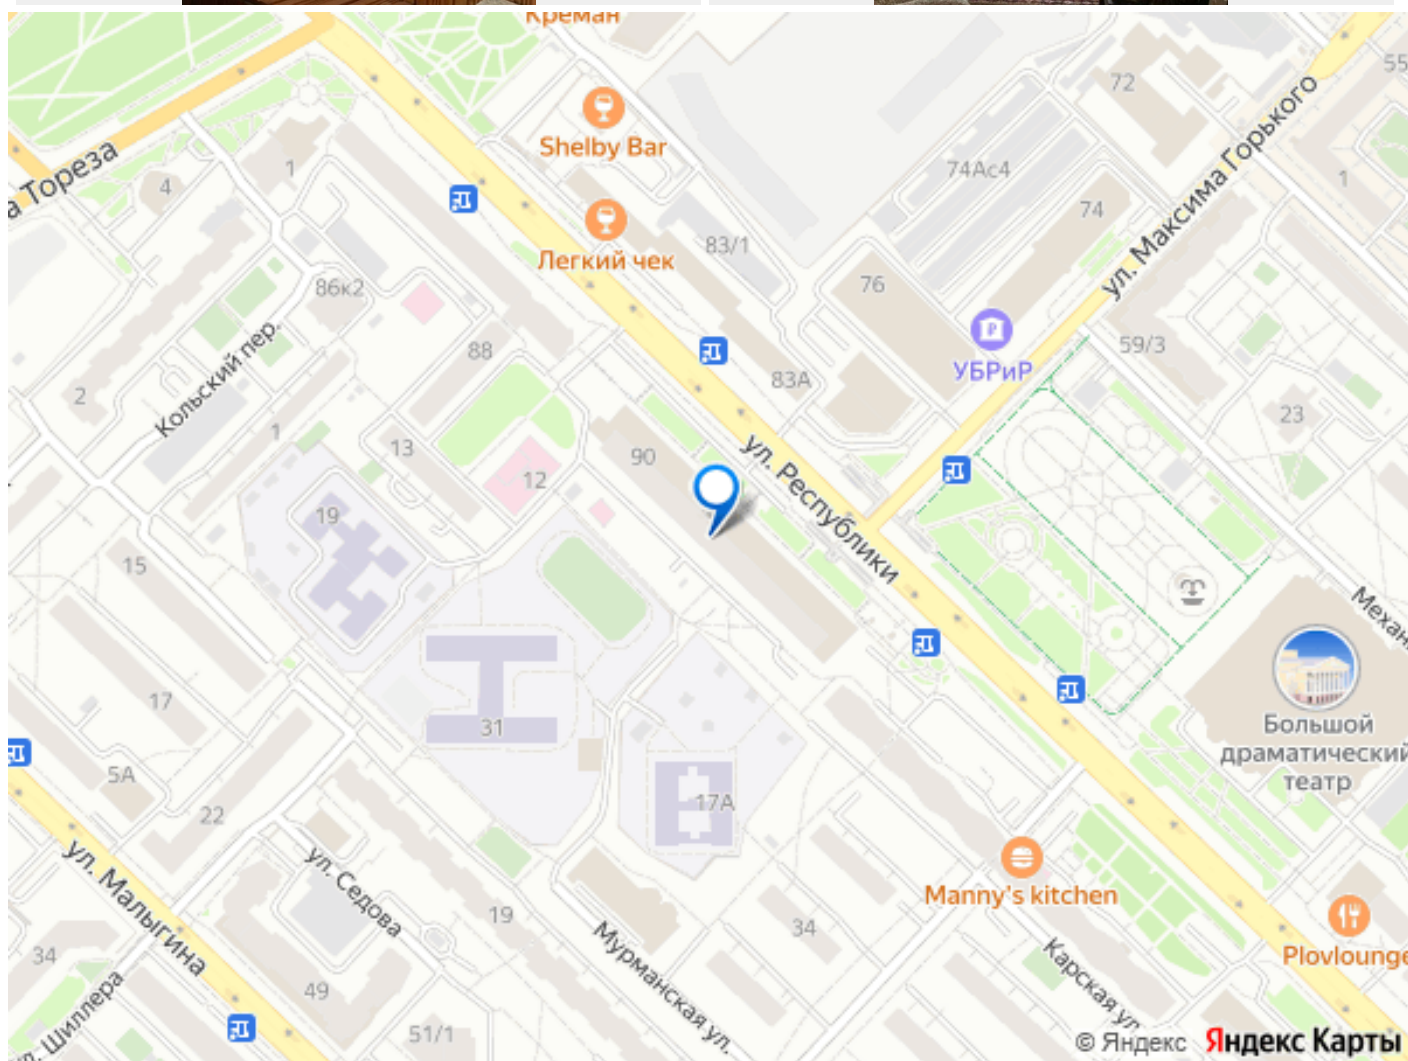 Креман
55
72
ул. Максима Горького
Shelby Bar
а Тореза
4
1
74Ас4
1
74
Легкий чек
83/1
76
86к2
УБРиР
59/3
88
83А
Кольский пер.
2
23
1
13
90
ул. Республики
12
19
15
Механ
17
31
Большой
драматический
театр
5А
17А
22
ул. Малыгина
ул. Седова
Manny's kitchen
19
34
Мурманская ул.
Карская ул.
Plovlounge
34
49
ул. Шиллера
51/1
© Яндекс Яндекс Карты